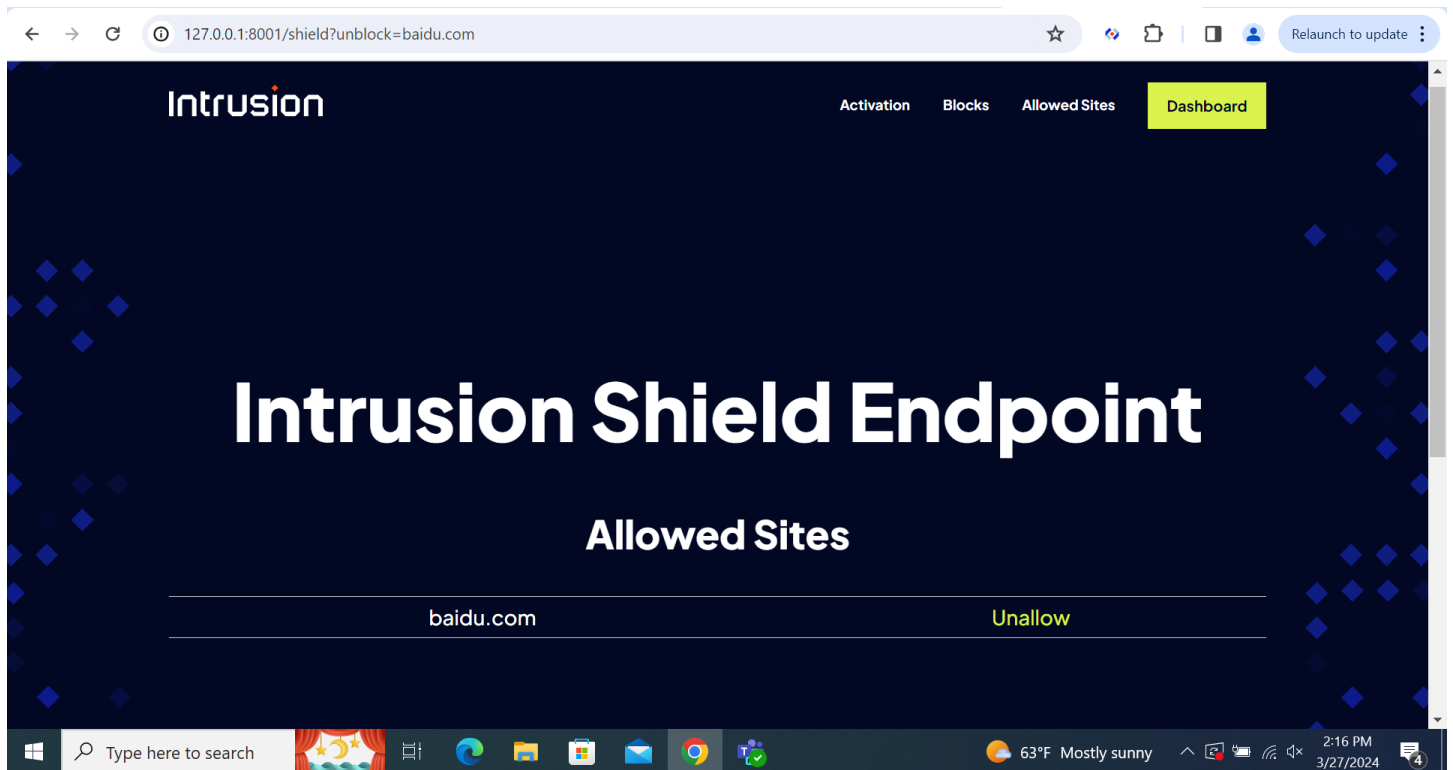 127.0.0.1:8001/shield?unblock=baidu.com
Relaunch to update
Intrusion
Activation Blocks Allowed Sites Dashboard
Intrusion Shield Endpoint
Allowed Sites
baidu.com Unallow
Type here to search
63°F Mostly sunny
2:16 PM
3/27/2024
4